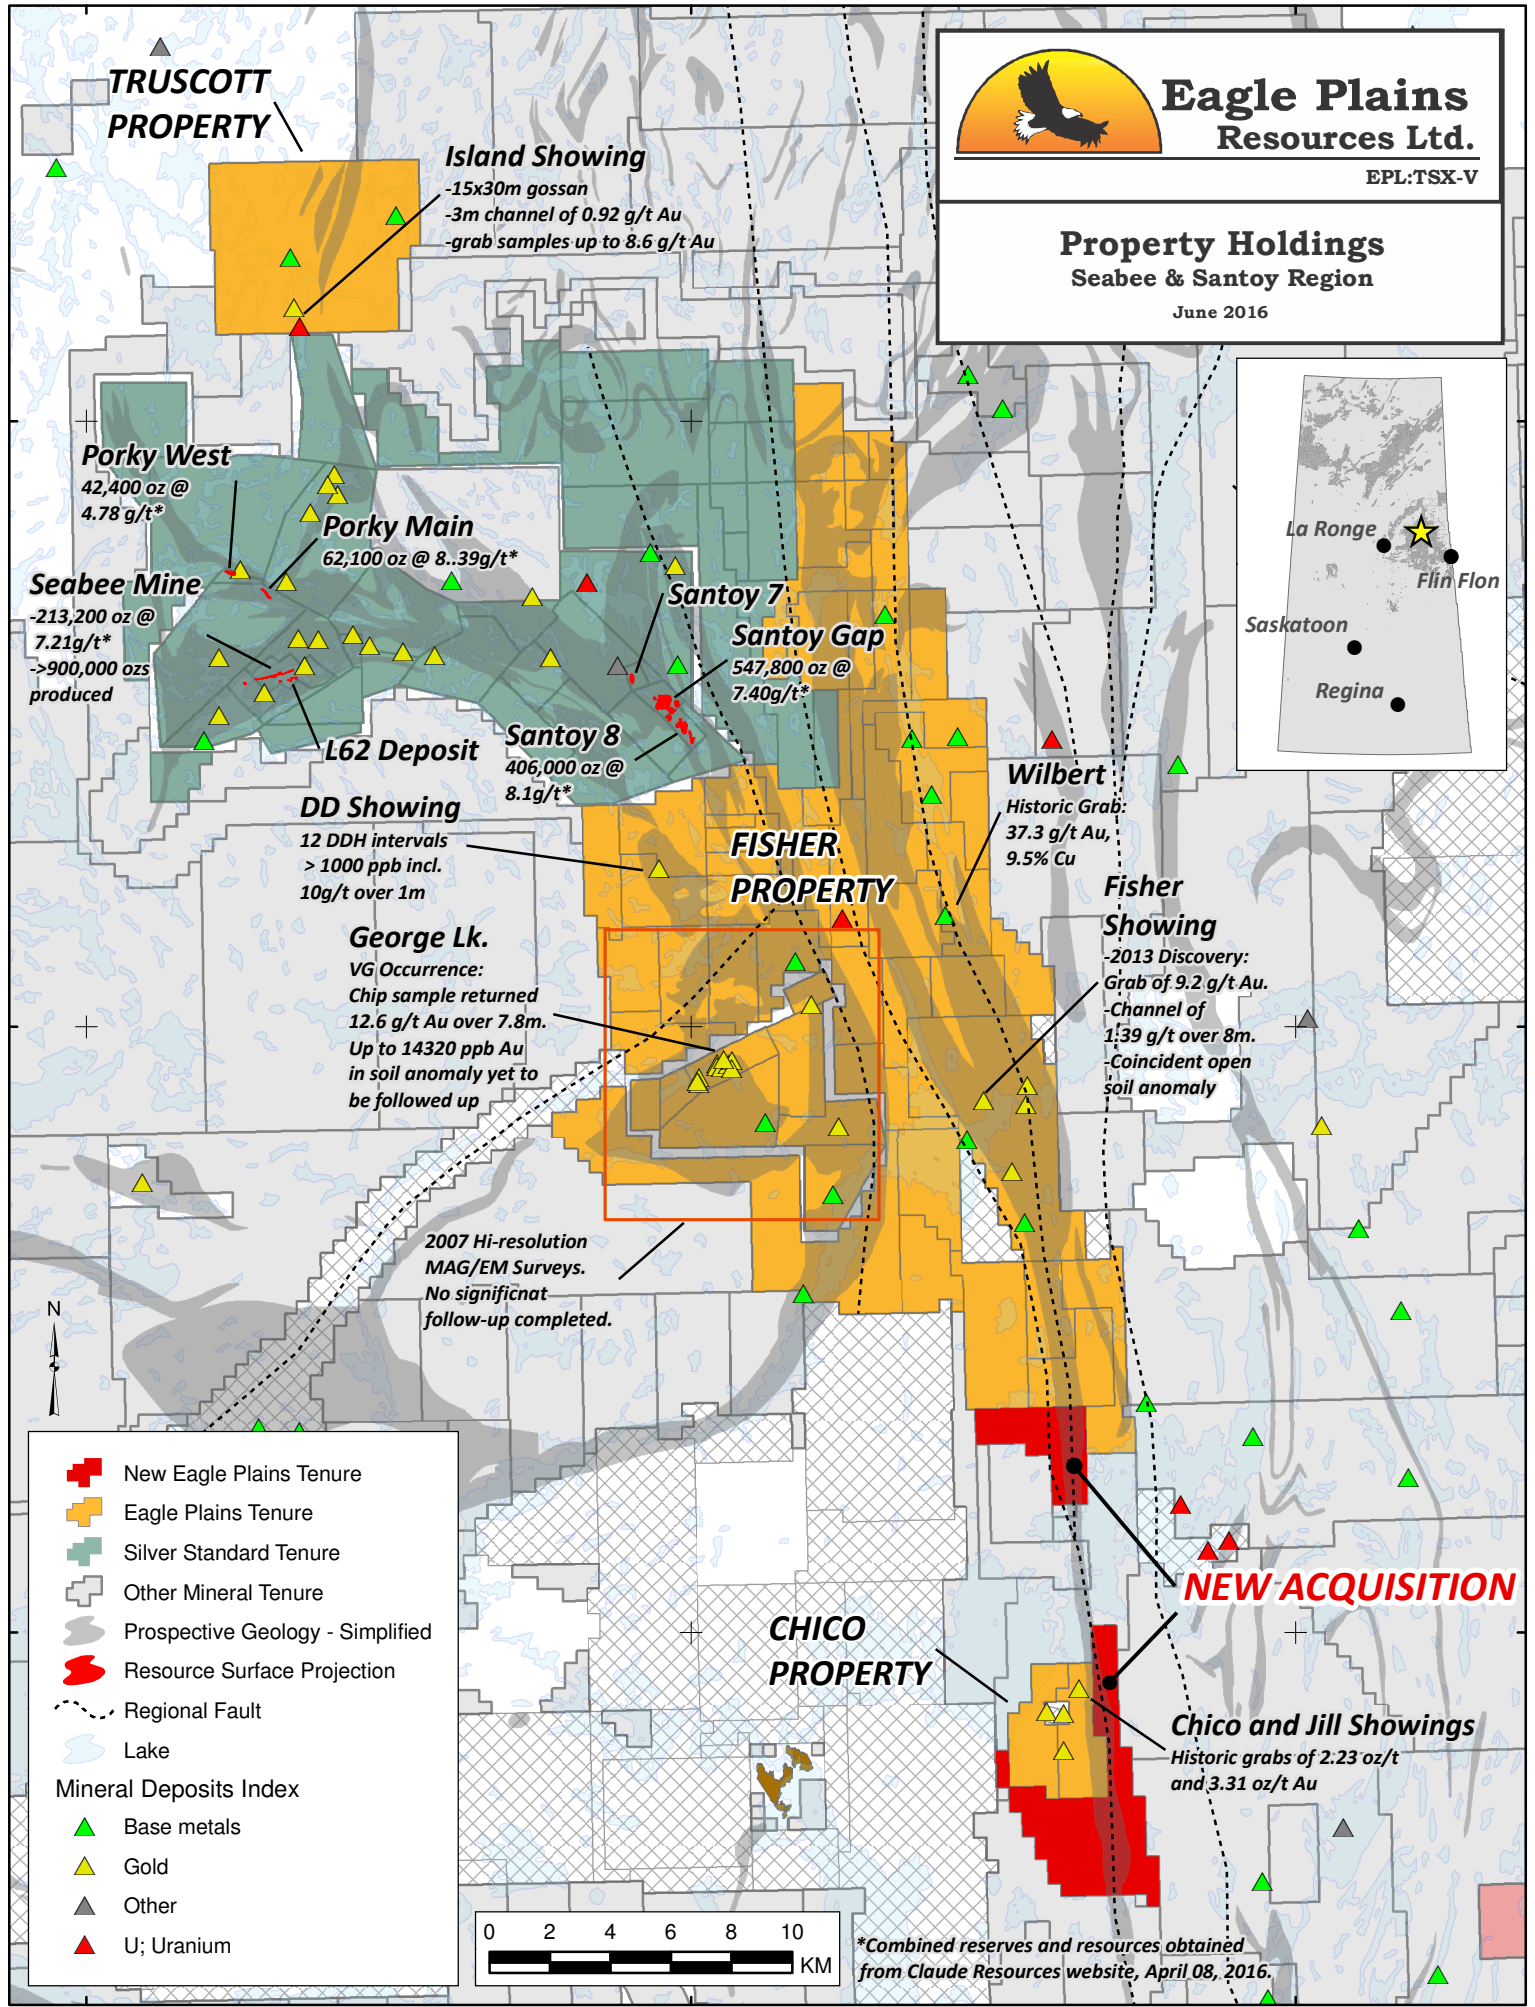 TRUSCOTT
PROPERTY
Island Showing
-15x30m gossan
-3m channel of 0.92 g/t Au
-grab samples up to 8.6 g/t Au
Eagle Plains
Resources Ltd.
EPL:TSX-V
Property Holdings
Seabee & Santoy Region
June 2016
La Ronge
Flin Flon
Saskatoon
Regina
Porky West
42,400 oz @
4.78 g/t*
Porky Main
62,100 oz @ 8..39g/t*
Seabee Mine
-213,200 oz @
7.21g/t*
->900,000 ozs
produced
L62 Deposit
Santoy 7
Santoy Gap
547,800 oz @
7.40g/t*
Santoy 8
406,000 oz @
8.1g/t*
DD Showing
12 DDH intervals
> 1000 ppb incl.
10g/t over 1m
FISHER
PROPERTY
Wilbert
Historic Grab:
37.3 g/t Au,
9.5% Cu
Fisher
Showing
-2013 Discovery:
Grab of 9.2 g/t Au.
-Channel of
1.39 g/t over 8m.
-Coincident open
soil anomaly
George Lk.
VG Occurrence:
Chip sample returned
12.6 g/t Au over 7.8m.
Up to 14320 ppb Au
in soil anomaly yet to
be followed up
2007 Hi-resolution
MAG/EM Surveys.
No significnat
follow-up completed.
N
NEW ACQUISITION
CHICO
PROPERTY
Chico and Jill Showings
Historic grabs of 2.23 oz/t
and 3.31 oz/t Au
New Eagle Plains Tenure
Eagle Plains Tenure
Silver Standard Tenure
Other Mineral Tenure
Prospective Geology - Simplified
Resource Surface Projection
Regional Fault
Lake
Mineral Deposits Index
Base metals
Gold
Other
U; Uranium
0 2 4 6 8 10
KM
*Combined reserves and resources obtained
from Claude Resources website, April 08, 2016.